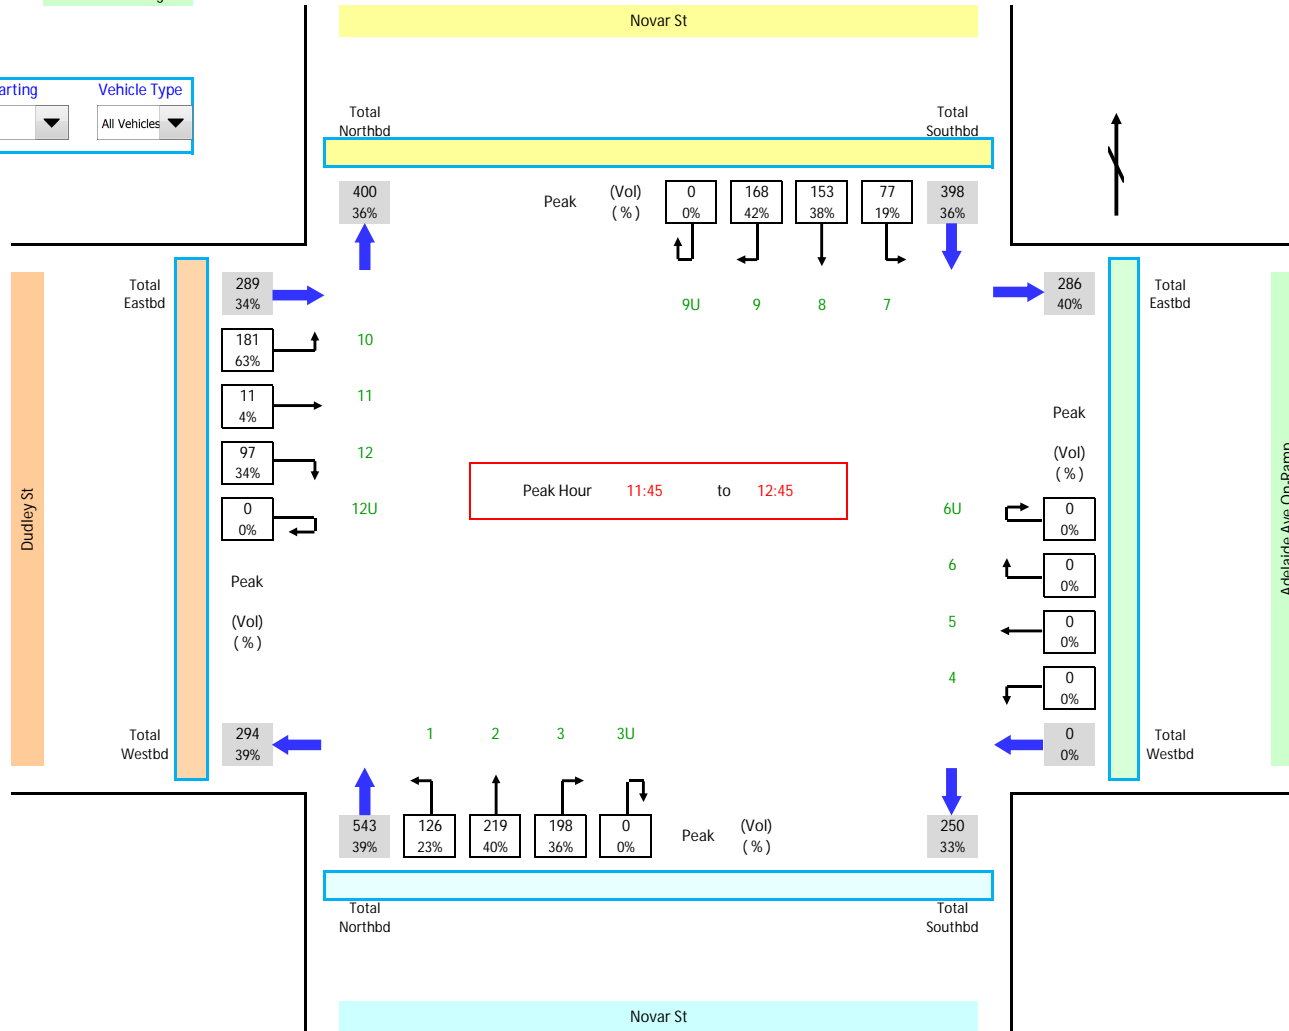 Novar St
arting Vehicle Type
All Vehicles
Total
Northbd
Total
Southbd
400
36%
Peak (Vol)
( % )
0
0%
168
42%
153
38%
77
19%
398
36%
Total
Eastbd
289
34%
286
40%
Total
Eastbd
9U 9 8 7
181
63%
10
11
4%
11
97
34%
12
0
0%
12U
Peak
(Vol)
( % )
Dudley St
Peak Hour 11:45 to 12:45
Peak
(Vol)
( % )
6U
0
0%
6
0
0%
5
0
0%
4
0
0%
Adelaide Ave On-Ramp
Total
Westbd
294
39%
1 2 3 3U
0
0%
Total
Westbd
543
39%
126
23%
219
40%
198
36%
0
0%
Peak (Vol)
( % )
250
33%
Total
Northbd
Total
Southbd
Novar St